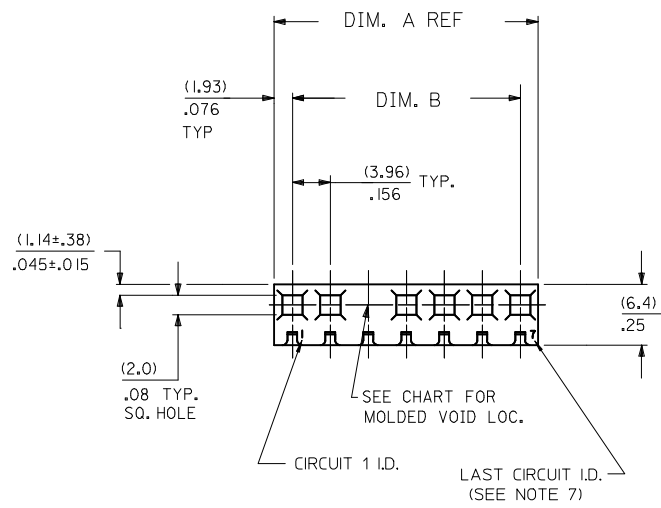 DIM. A REF
(1.93)
.076
TYP
DIM. B
(3.96)
.156
TYP.
(1.14±.38)
.045±.015
(6.4)
.25
(2.0)
.08 TYP.
SQ. HOLE
1
7
SEE CHART FOR
MOLDED VOID LOC.
CIRCUIT 1 I.D.
LAST CIRCUIT I.D.
(SEE NOTE 7)